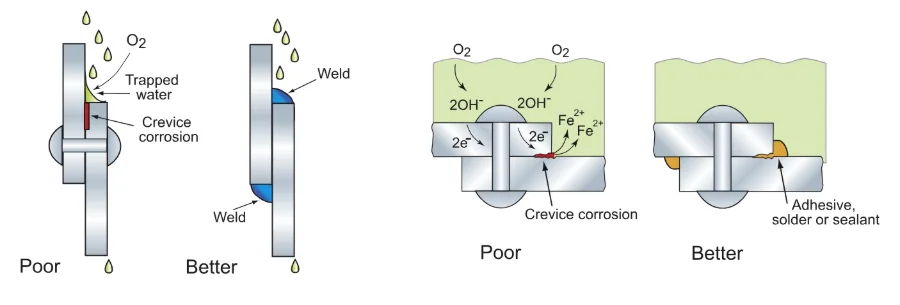 O2
Trapped
water
Crevice
corrosion
Poor
Weld
Weld
Better
O2
O2
2OH-
2OH-
Fe2+
Fe2+
2e-
2e-
Crevice corrosion
Poor
Adhesive,
solder or sealant
Better